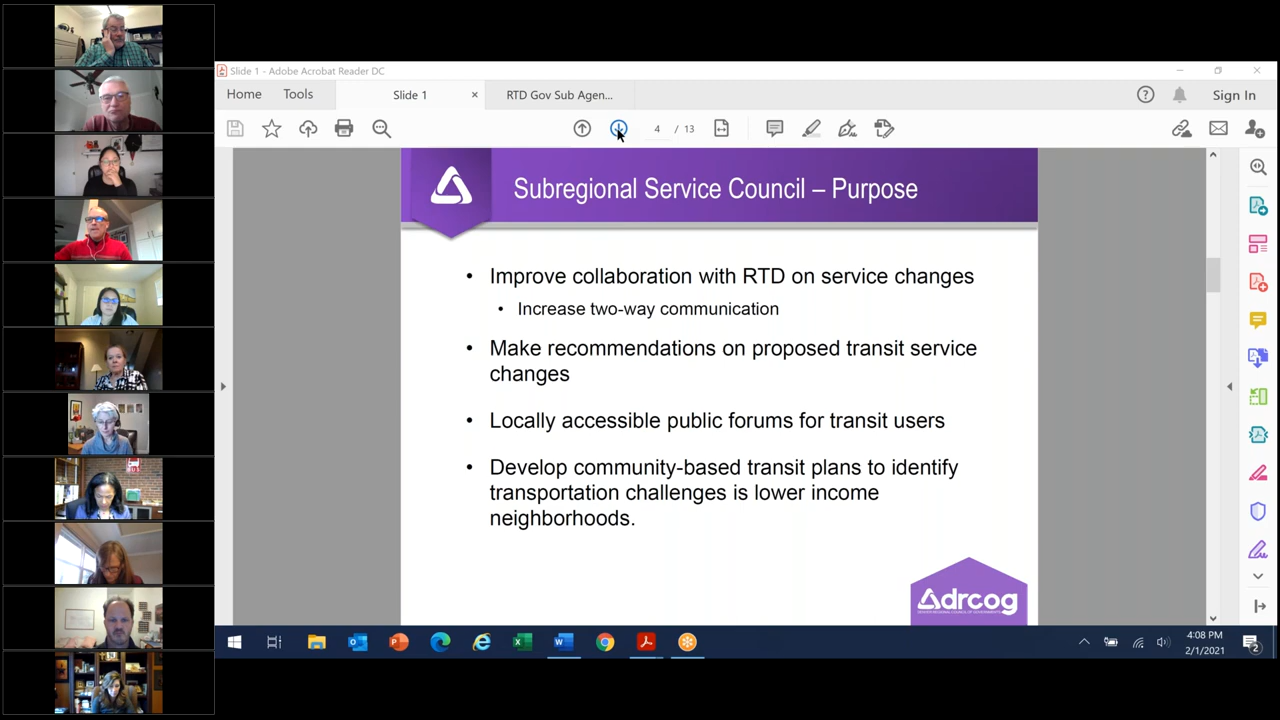 Slide 1 - Adobe Acrobat Reader DC
Home Tools Slide 1 × RTD Gov Sub Agen... Sign In
4 / 13
Subregional Service Council – Purpose
• Improve collaboration with RTD on service changes
• Increase two-way communication
• Make recommendations on proposed transit service
changes
• Locally accessible public forums for transit users
• Develop community-based transit plans to identify
transportation challenges is lower income
neighborhoods.
drcog
4:08 PM
2/1/2021
2